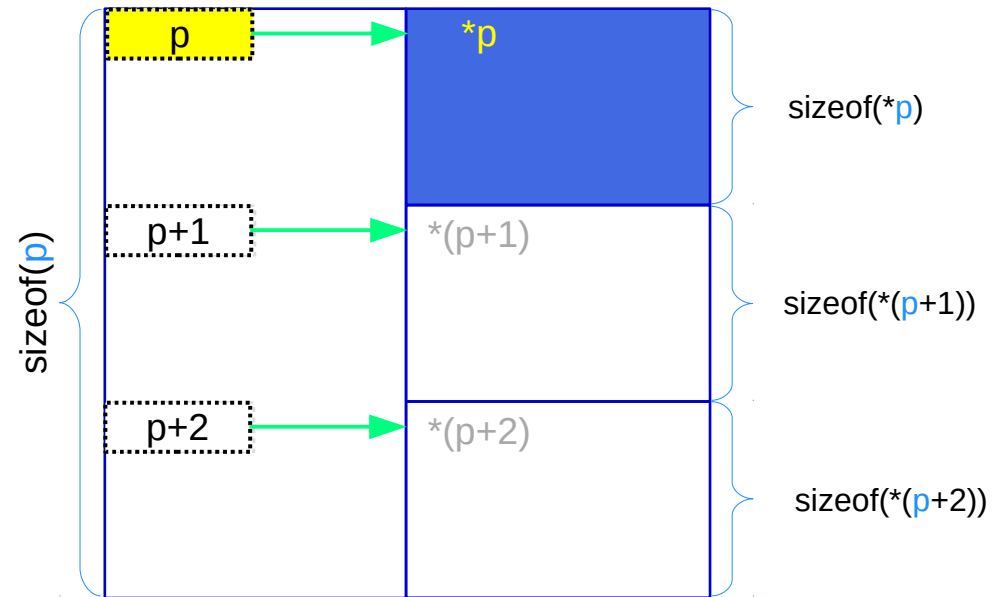 p
*p
sizeof(*p)
p+1
*(p+1)
sizeof(*(p+1))
sizeof(p)
p+2
*(p+2)
sizeof(*(p+2))